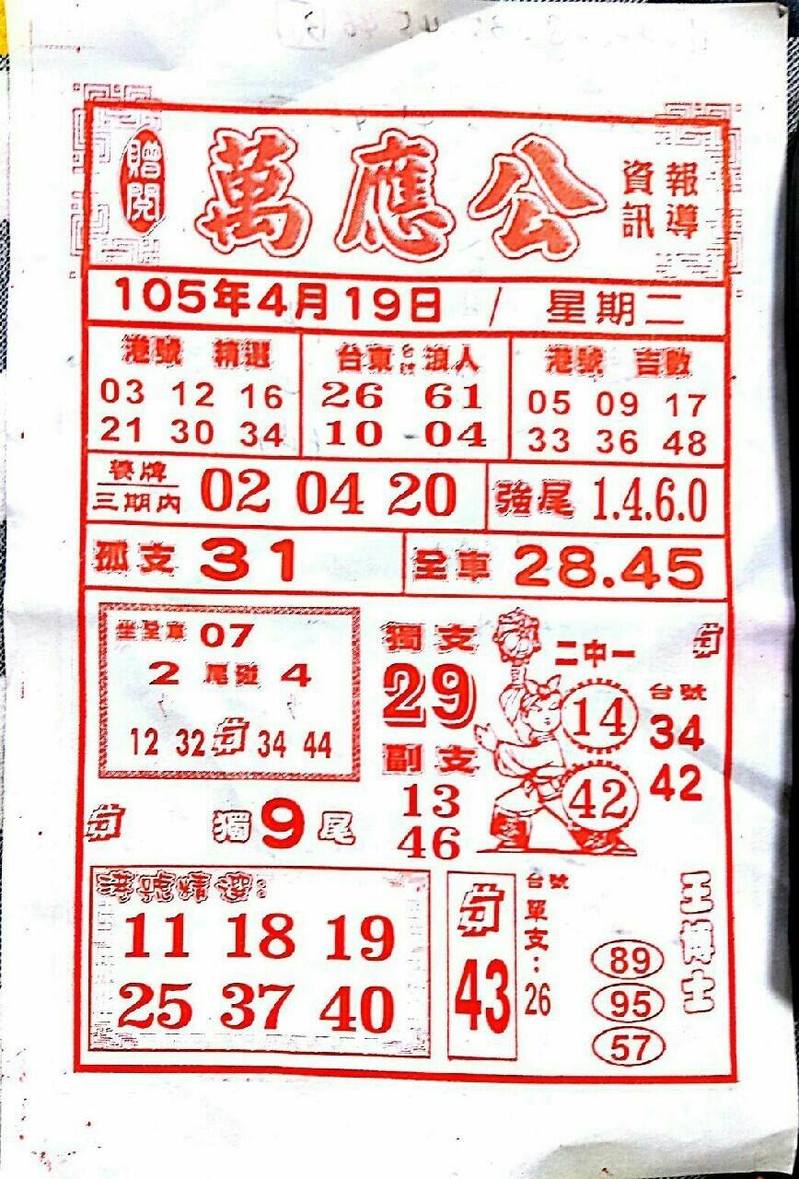 贈閱 萬應公 資訊 報導
105年4月19日 / 星期二
港號 精選
03 12 16
21 30 34
台東 浪人
26 61
10 - 04
港號 吉數
05 09 17
33 36 48
三期內 02 04 20
強尾 1.4.6.0
孤支 31
全車 28.45
坐全車 07
2 尾碰 4
12 32 34 44
獨9尾
獨支
29
副支
13
46
二中一
14
42
台號
34
42
港號精選:
11 18 19
25 37 40
43
台號單支:26
王博士
89
95
57